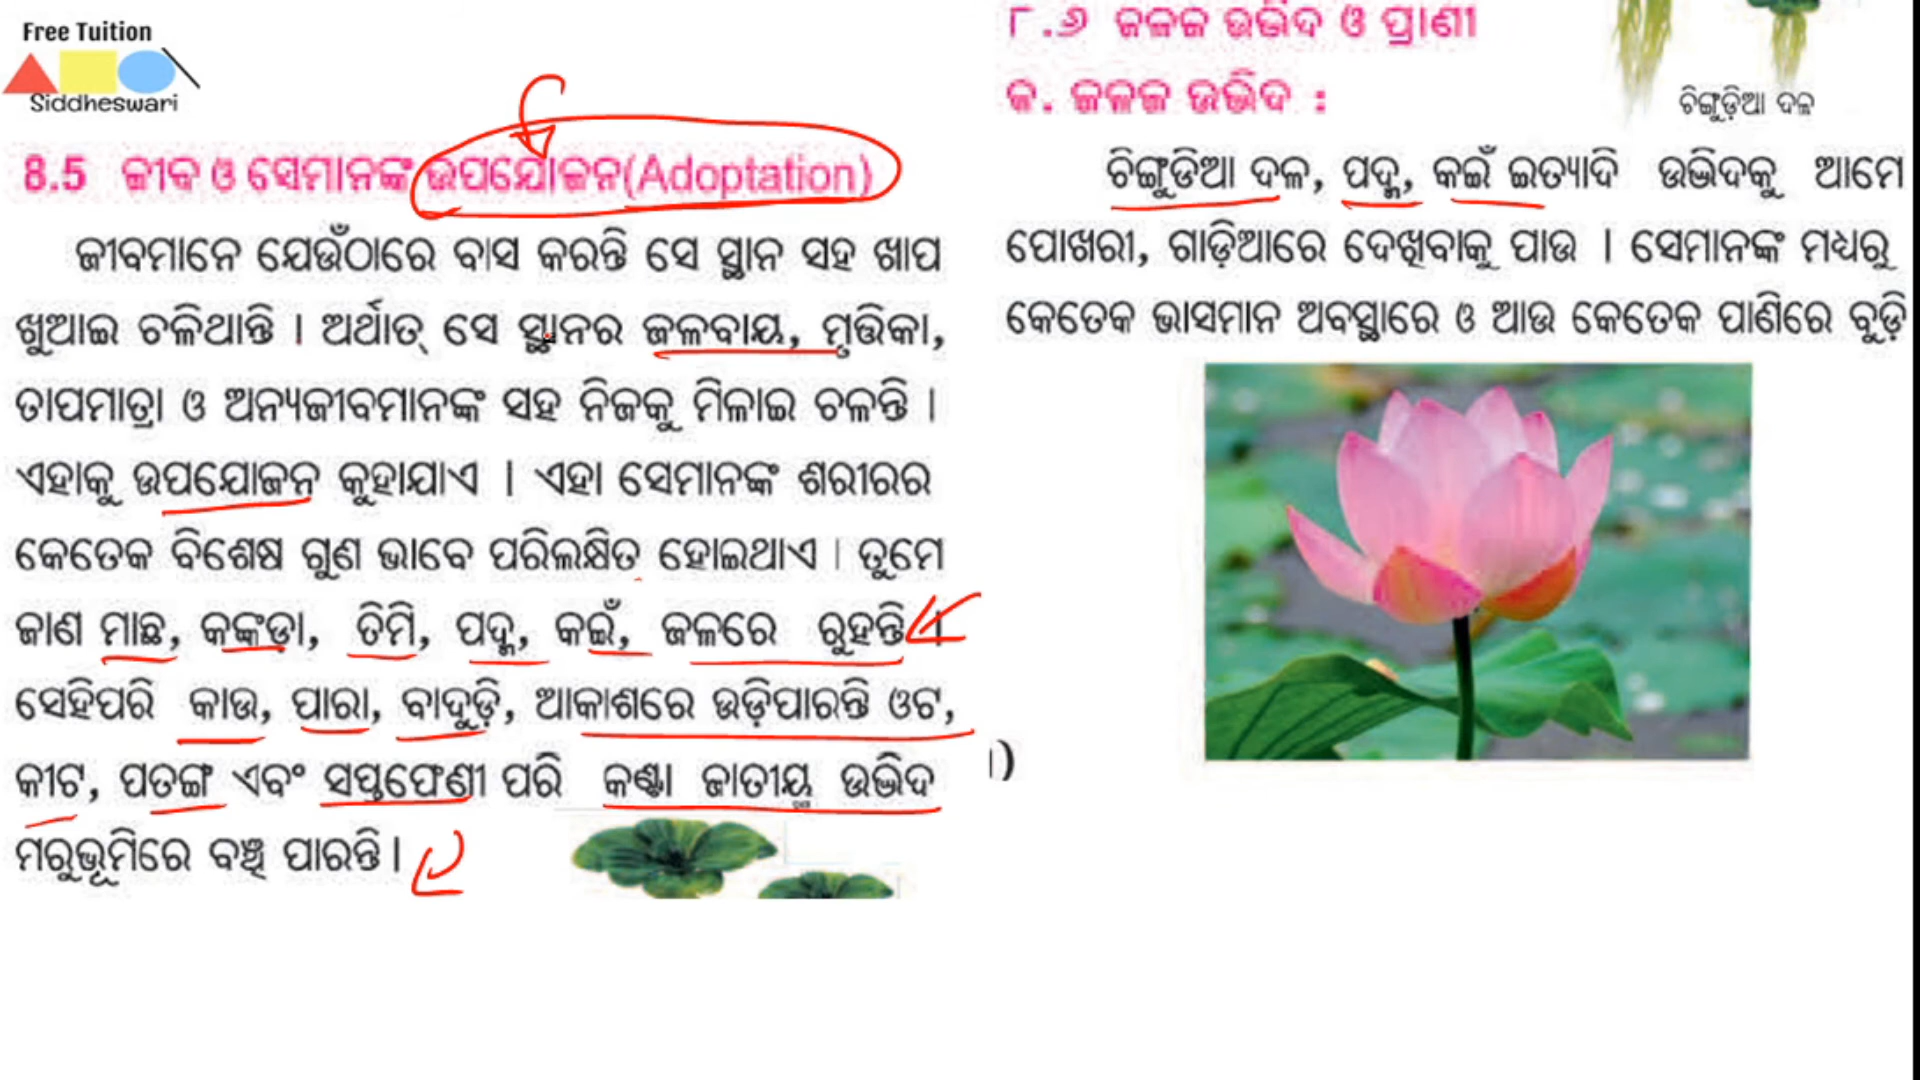 Free Tuition
Siddheswari
8.5 ଜୀବ ଓ ସେମାନଙ୍କ ଉପଯୋଜନ(Adoptation)
ଜୀବମାନେ ଯେଉଁଠାରେ ବାସ କରନ୍ତି ସେ ସ୍ଥାନ ସହ ଖାପ
ଖୁଆଇ ଚଳିଥାନ୍ତି । ଅର୍ଥାତ୍ ସେ ସ୍ଥାନର ଜଳବାୟୁ, ମୃତ୍ତିକା,
ତାପମାତ୍ରା ଓ ଅନ୍ୟଜୀବମାନଙ୍କ ସହ ନିଜକୁ ମିଳାଇ ଚଳନ୍ତି ।
ଏହାକୁ ଉପଯୋଜନ କୁହାଯାଏ । ଏହା ସେମାନଙ୍କ ଶରୀରର
କେତେକ ବିଶେଷ ଗୁଣ ଭାବେ ପରିଲକ୍ଷିତ ହୋଇଥାଏ । ତୁମେ
ଜାଣ ମାଛ, କଙ୍କଡ଼ା, ତିମି, ପଦ୍ମ, କଇଁ, ଜଳରେ ରୁହନ୍ତି ।
ସେହିପରି କାଉ, ପାରା, ବାଦୁଡ଼ି, ଆକାଶରେ ଉଡ଼ିପାରନ୍ତି ଓଟ,
କୀଟ, ପତଙ୍ଗ ଏବଂ ସପ୍ତଫେଣୀ ପରି କଣ୍ଟା ଜାତୀୟ ଉଦ୍ଭିଦ
ମରୁଭୂମିରେ ବଞ୍ଚି ପାରନ୍ତି ।
୮.୬ ଜଳଜ ଉଦ୍ଭିଦ ଓ ପ୍ରାଣୀ
କ. ଜଳଜ ଉଦ୍ଭିଦ :
ଚିଙ୍ଗୁଡ଼ିଆ ଦଳ
ଚିଙ୍ଗୁଡିଆ ଦଳ, ପଦ୍ମ, କଇଁ ଇତ୍ୟାଦି ଉଦ୍ଭିଦକୁ ଆମେ
ପୋଖରୀ, ଗାଡ଼ିଆରେ ଦେଖିବାକୁ ପାଉ । ସେମାନଙ୍କ ମଧ୍ୟରୁ
କେତେକ ଭାସମାନ ଅବସ୍ଥାରେ ଓ ଆଉ କେତେକ ପାଣିରେ ବୁଡ଼ି